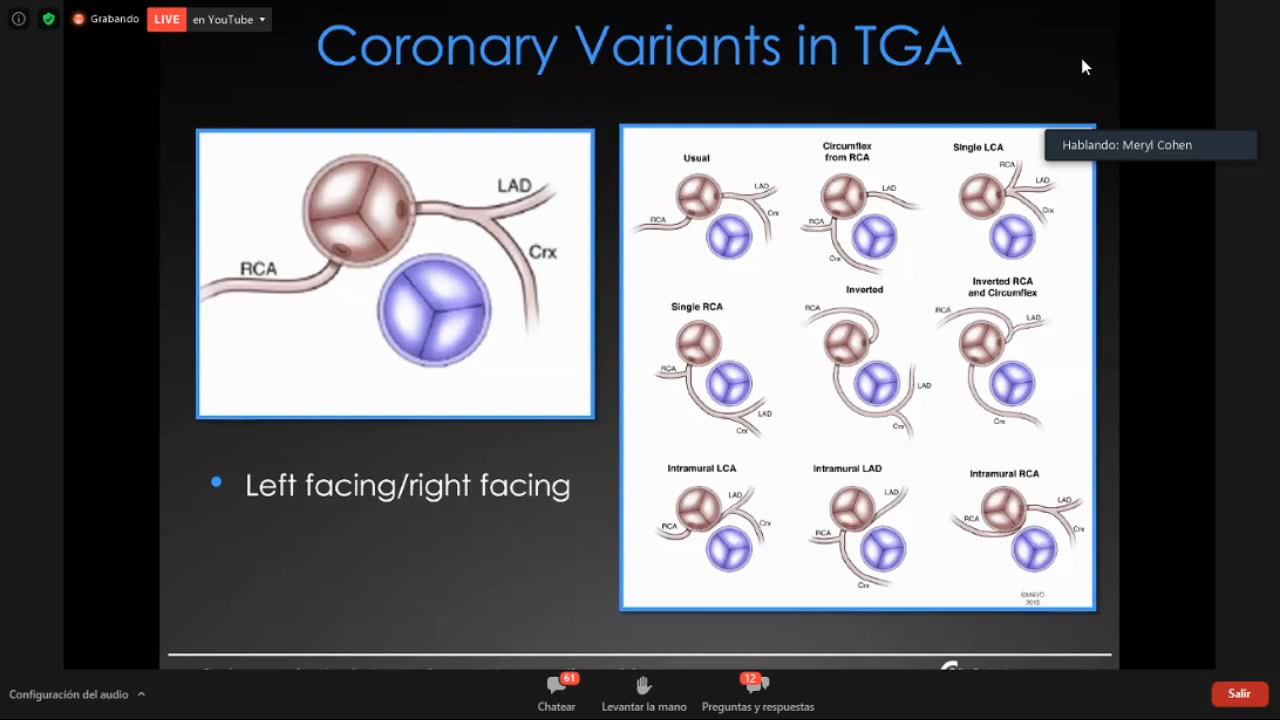 Grabando
LIVE
en YouTube
Coronary Variants in TGA
Hablando: Meryl Cohen
LAD
Crx
RCA
Left facing/right facing
Usual
LAD
RCA
Crx
Circumflex
from RCA
LAD
RCA
Crx
Single LCA
RCA
LAD
Crx
Single RCA
RCA
LAD
Crx
Inverted
RCA
LAD
Crx
Inverted RCA
and Circumflex
RCA
LAD
Crx
Intramural LCA
LAD
RCA
Crx
Intramural LAD
LAD
RCA
Crx
Intramural RCA
LAD
RCA
Crx
©MAYO
2015
Configuración del audio
61
Chatear
Levantar la mano
12
Preguntas y respuestas
Salir